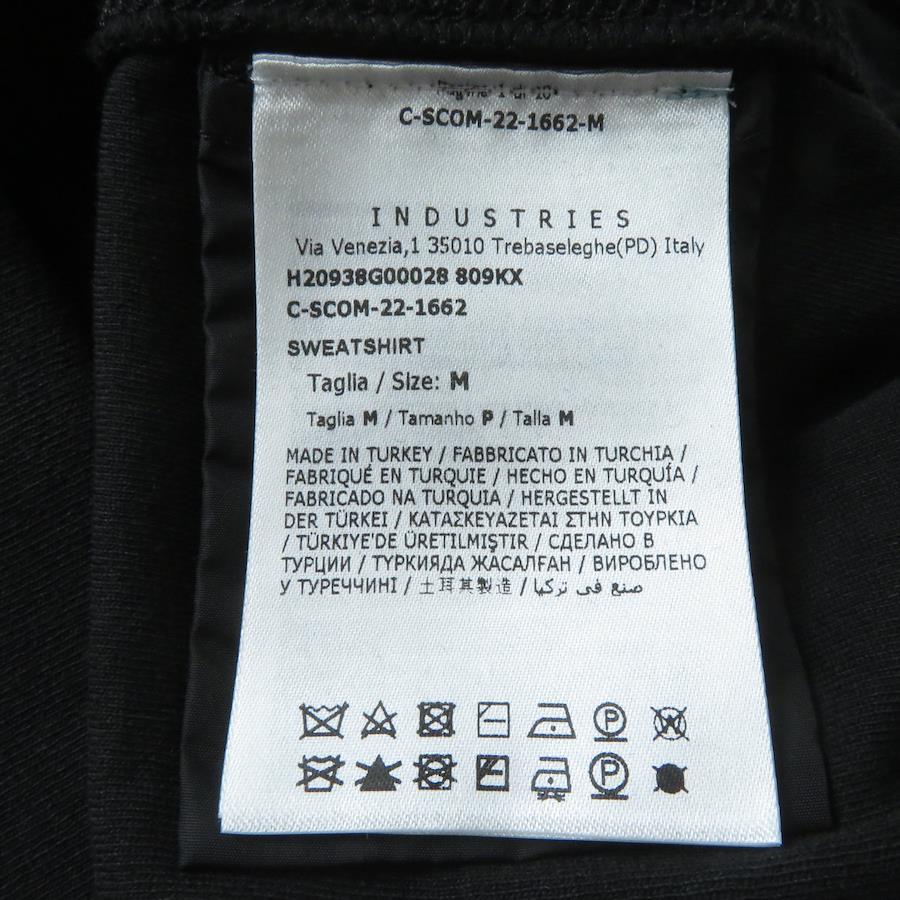 C-SCOM-22-1662-M
INDUSTRIES
Via Venezia,1 35010 Trebaseleghe(PD) Italy
H20938G00028 809KX
C-SCOM-22-1662
SWEATSHIRT
Taglia / Size: M
Taglia M / Tamanho P / Talla M
MADE IN TURKEY / FABBRICATO IN TURCHIA /
FABRIQUÉ EN TURQUIE / HECHO EN TURQUÍA /
FABRICADO NA TURQUIA / HERGESTELLT IN
DER TÜRKEI / ΚΑΤΑΣΚΕΥΑΖΕΤΑΙ ΣΤΗΝ ΤΟΥΡΚΙΑ
/ TÜRKIYE'DE ÜRETILMIŞTIR / СДЕЛАНО В
ТУРЦИИ / ТҮРКИЯДА ЖАСАЛҒАН / ВИРОБЛЕНО
У ТУРЕЧЧИНІ / 土耳其製造 / صنع في تركيا
P W
P